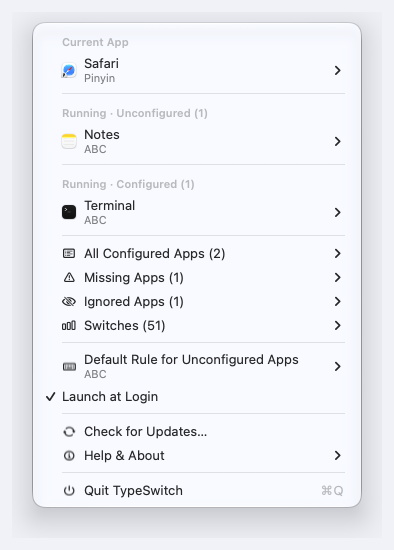 Current App
Safari
Pinyin
Running · Unconfigured (1)
Notes
ABC
Running · Configured (1)
Terminal
ABC
All Configured Apps (2)
Missing Apps (1)
Ignored Apps (1)
Switches (51)
Default Rule for Unconfigured Apps
ABC
Launch at Login
Check for Updates...
Help & About
Quit TypeSwitch ⌘Q